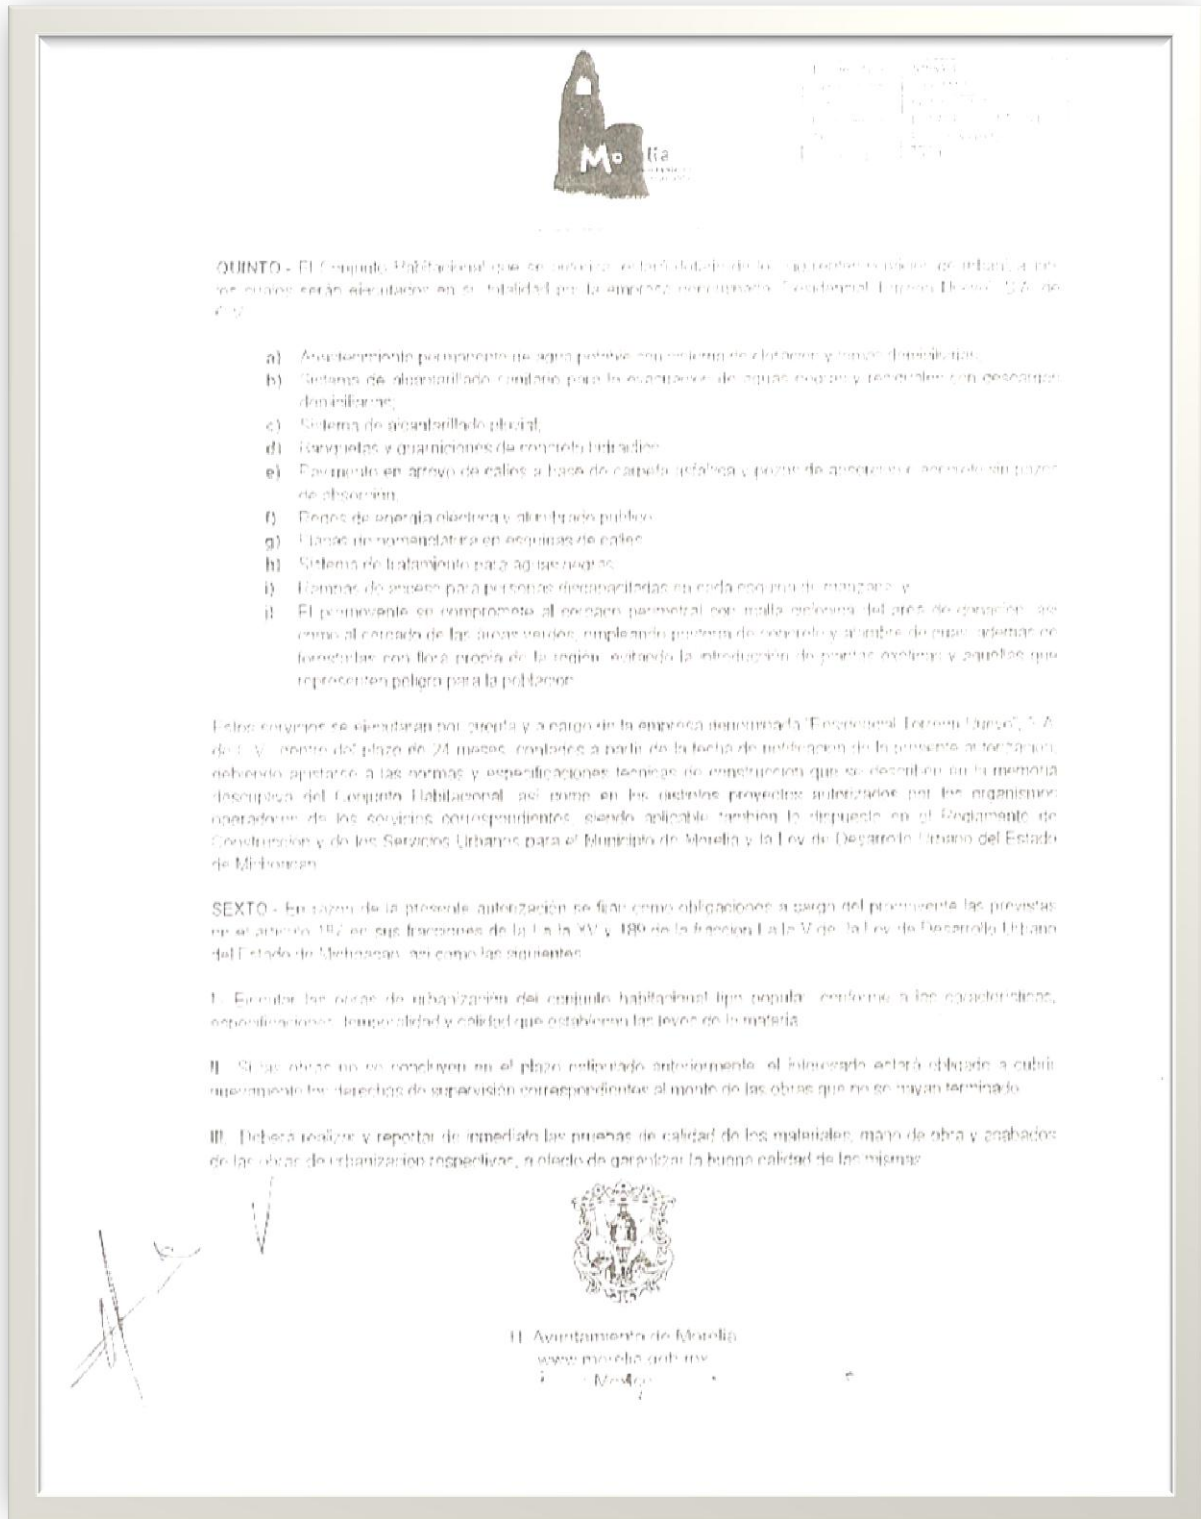 Morelia
QUINTO.- El Conjunto Habitacional que se autoriza, estará dotado de los siguientes servicios de urbanización
los cuales serán ejecutados en su totalidad por la empresa denominada "Residencial Torreón Nuevo", S.A. de
C.V.
a) Abastecimiento permanente de agua potable con sistema de cloración y tomas domiciliarias;
b) Sistema de alcantarillado sanitario para la evacuación de aguas negras y residuales con descargas
domiciliarias;
c) Sistema de alcantarillado pluvial;
d) Banquetas y guarniciones de concreto hidráulico
e) Pavimento en arroyo de calles a base de carpeta asfáltica y pozos de absorción o concreto sin pozos
de absorción;
f) Redes de energía eléctrica y alumbrado público
g) Placas de nomenclatura en esquinas de calles
h) Sistema de tratamiento para aguas negras
i) Rampas de acceso para personas discapacitadas en cada esquina de manzana; y
j) El promovente se compromete al cercado perimetral con malla ciclónica del área de donación, así
como al cercado de las áreas verdes, empleando postería de concreto y alambre de púas, además de
forestarlas con flora propia de la región, evitando la introducción de plantas exóticas y aquellas que
representen peligro para la población
Estos servicios se ejecutarán por cuenta y a cargo de la empresa denominada "Residencial Torreón Nuevo", S.A.
de C.V., dentro del plazo de 24 meses, contados a partir de la fecha de notificación de la presente autorización,
debiendo ajustarse a las normas y especificaciones técnicas de construcción que se describen en la memoria
descriptiva del Conjunto Habitacional, así como en los distintos proyectos autorizados por los organismos
operadores de los servicios correspondientes, siendo aplicable también lo dispuesto en el Reglamento de
Construcción y de los Servicios Urbanos para el Municipio de Morelia y la Ley de Desarrollo Urbano del Estado
de Michoacán
SEXTO.- En razón de la presente autorización se fijan como obligaciones a cargo del promovente las previstas
en el artículo 187 en sus fracciones de la I a la XV y 189 de la fracción I a la V de la Ley de Desarrollo Urbano
del Estado de Michoacán, así como las siguientes
I. Ejecutar las obras de urbanización del conjunto habitacional tipo popular, conforme a las características,
especificaciones, temporalidad y calidad que establecen las leyes de la materia
II. Si las obras no se concluyen en el plazo estipulado anteriormente, el interesado estará obligado a cubrir
nuevamente los derechos de supervisión correspondientes al monto de las obras que no se hayan terminado
III. Deberá realizar y reportar de inmediato las pruebas de calidad de los materiales, mano de obra y acabados
de las obras de urbanización respectivas, a efecto de garantizar la buena calidad de las mismas
H. Ayuntamiento de Morelia
www.morelia.gob.mx
México